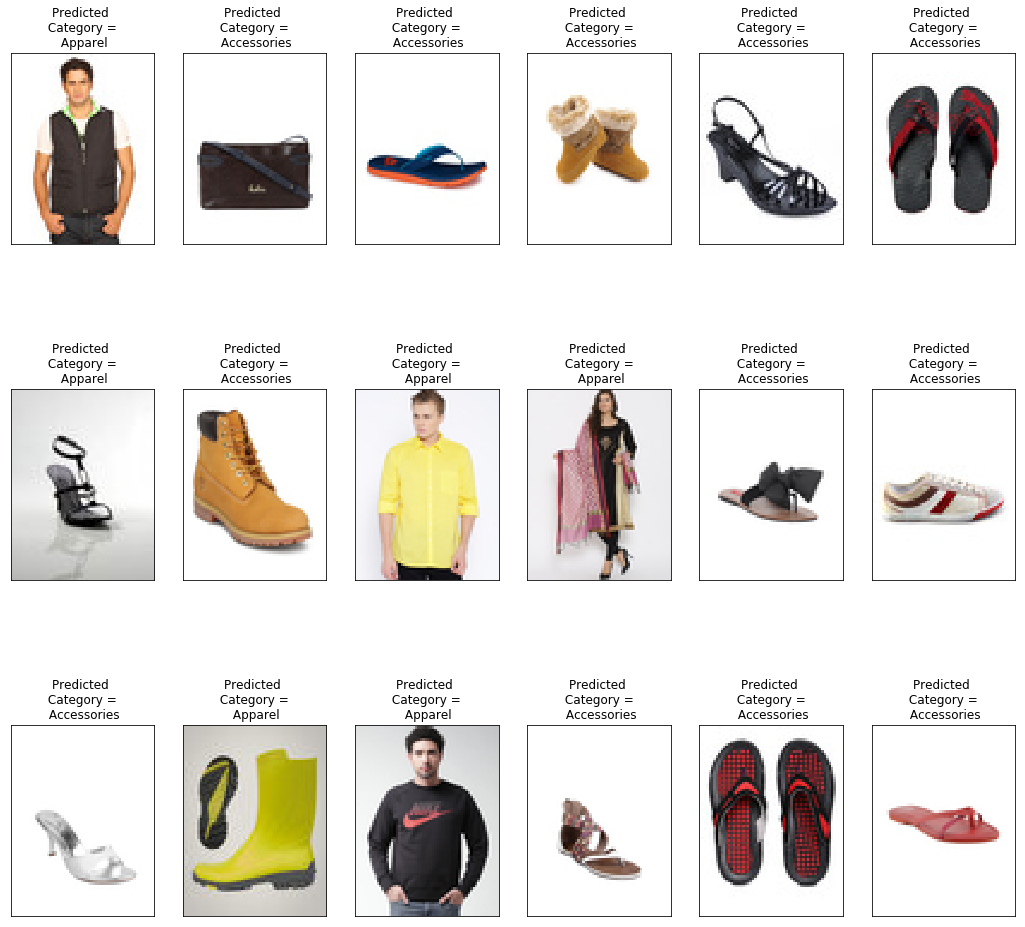 Predicted
Category =
Apparel
Predicted
Category =
Accessories
Predicted
Category =
Accessories
Predicted
Category =
Accessories
Predicted
Category =
Accessories
Predicted
Category =
Accessories
Predicted
Category =
Apparel
Predicted
Category =
Accessories
Predicted
Category =
Apparel
Predicted
Category =
Apparel
Predicted
Category =
Accessories
Predicted
Category =
Accessories
Predicted
Category =
Accessories
Predicted
Category =
Apparel
Predicted
Category =
Apparel
Predicted
Category =
Accessories
Predicted
Category =
Accessories
Predicted
Category =
Accessories